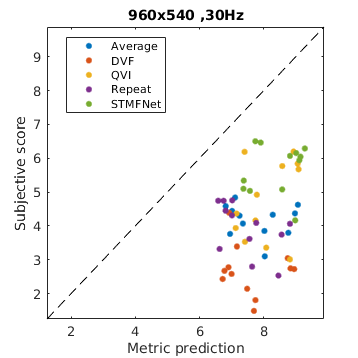 960x540 ,30Hz
Average
DVF
QVI
Repeat
STMFNet
Subjective score
9
8
7
6
5
4
3
2
2 4 6 8
Metric prediction